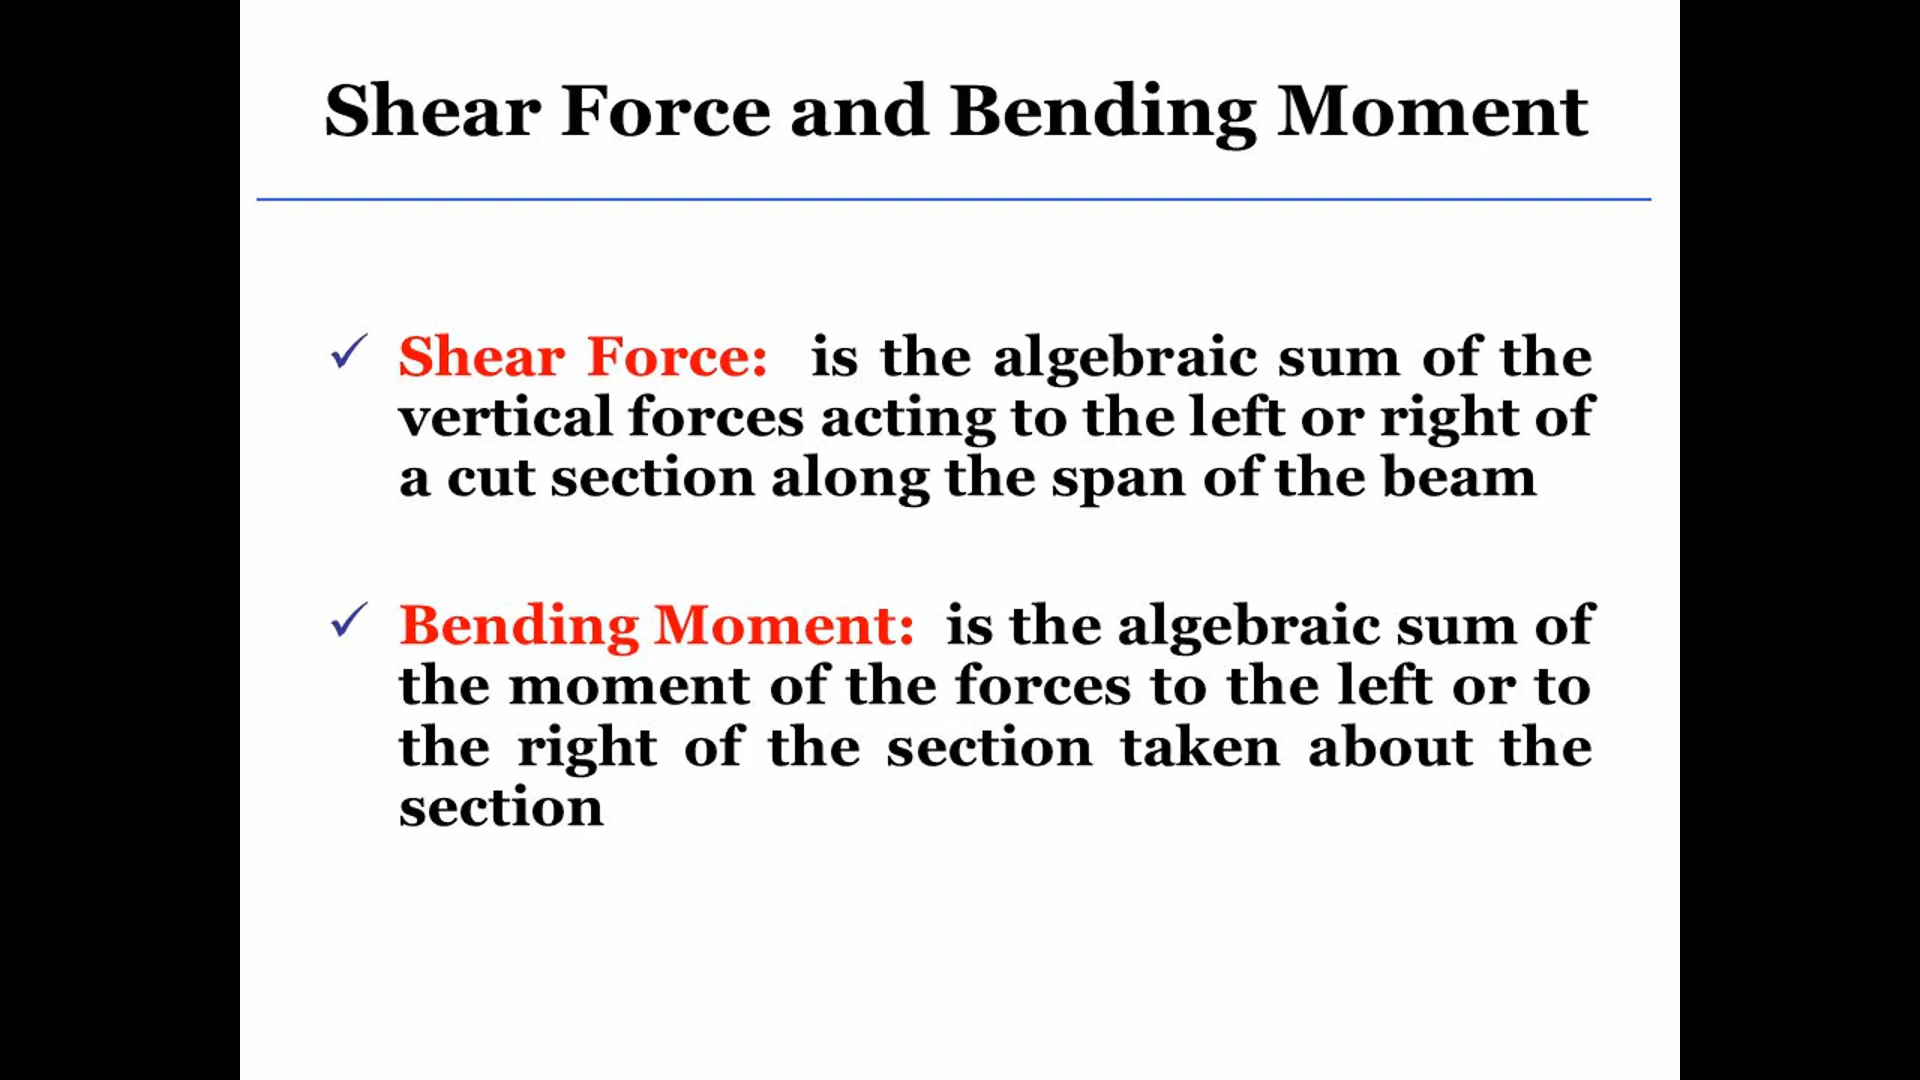 Shear Force and Bending Moment
✓ Shear Force: is the algebraic sum of the
vertical forces acting to the left or right of
a cut section along the span of the beam
✓ Bending Moment: is the algebraic sum of
the moment of the forces to the left or to
the right of the section taken about the
section